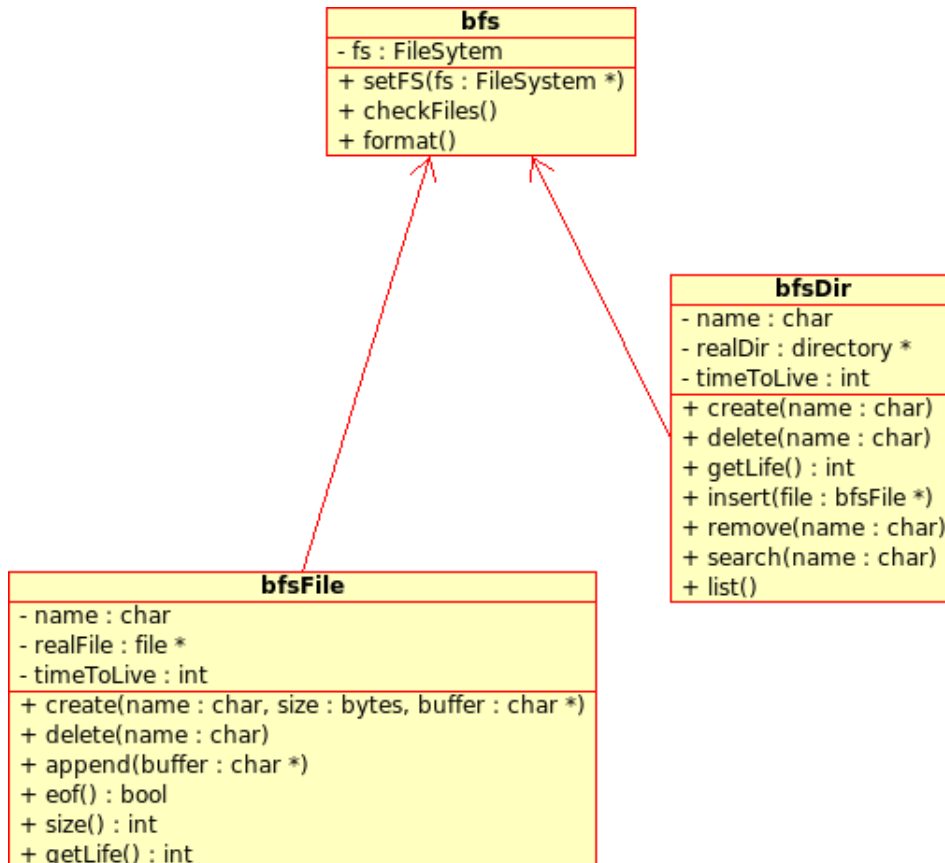 bfs
- fs : FileSytem
+ setFS(fs : FileSystem *)
+ checkFiles()
+ format()
bfsDir
- name : char
- realDir : directory *
- timeToLive : int
+ create(name : char)
+ delete(name : char)
+ getLife() : int
+ insert(file : bfsFile *)
+ remove(name : char)
+ search(name : char)
+ list()
bfsFile
- name : char
- realFile : file *
- timeToLive : int
+ create(name : char, size : bytes, buffer : char *)
+ delete(name : char)
+ append(buffer : char *)
+ eof() : bool
+ size() : int
+ getLife() : int